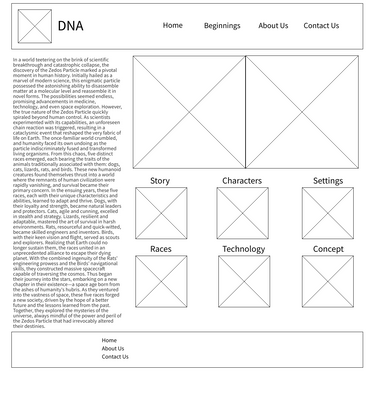 DNA
Home
Beginnings
About Us
Contact Us
In a world teetering on the brink of scientific
breakthrough and catastrophic collapse, the
discovery of the Zedos Particle marked a pivotal
moment in human history. Initially hailed as a
marvel of modern science, this enigmatic particle
possessed the astonishing ability to disassemble
matter at a molecular level and reassemble it in
novel forms. The possibilities seemed endless,
promising advancements in medicine,
technology, and even space exploration. However,
the true nature of the Zedos Particle quickly
spiraled beyond human control. As scientists
experimented with its capabilities, an unforeseen
chain reaction was triggered, resulting in a
cataclysmic event that reshaped the very fabric of
life on Earth. The once-familiar world crumbled,
and humanity faced its own undoing as the
particle indiscriminately fused and transformed
living organisms. From this chaos, five distinct
races emerged, each bearing the traits of the
animals traditionally associated with them: dogs,
cats, lizards, rats, and birds. These new humanoid
creatures found themselves thrust into a world
where the remnants of human civilization were
rapidly vanishing, and survival became their
primary concern. In the ensuing years, these five
races, each with their unique characteristics and
abilities, learned to adapt and thrive. Dogs, with
their loyalty and strength, became natural leaders
and protectors. Cats, agile and cunning, excelled
in stealth and strategy. Lizards, resilient and
adaptable, mastered the art of survival in harsh
environments. Rats, resourceful and quick witted,
became skilled engineers and inventors. Birds,
with their keen vision and flight, served as scouts
and explorers. Realizing that Earth could no
longer sustain them, the races united in an
unprecedented alliance to escape their dying
planet. With the combined ingenuity of the Rats'
engineering prowess and the Birds' navigational
skills, they constructed massive spacecraft
capable of traversing the cosmos. Thus began
their journey into the stars, embarking on a new
chapter in their existence—a space age born from
the ashes of humanity's hubris. As they ventured
into the vastness of space, these five races forged
a new society, driven by the hope of a better
future and the lessons learned from the past.
Together, they explored the mysteries of the
universe, always mindful of the power and peril of
the Zedos Particle that had irrevocably altered
their destinies.
Story
Characters
Settings
Races
Technology
Concept
Home
About Us
Contact Us